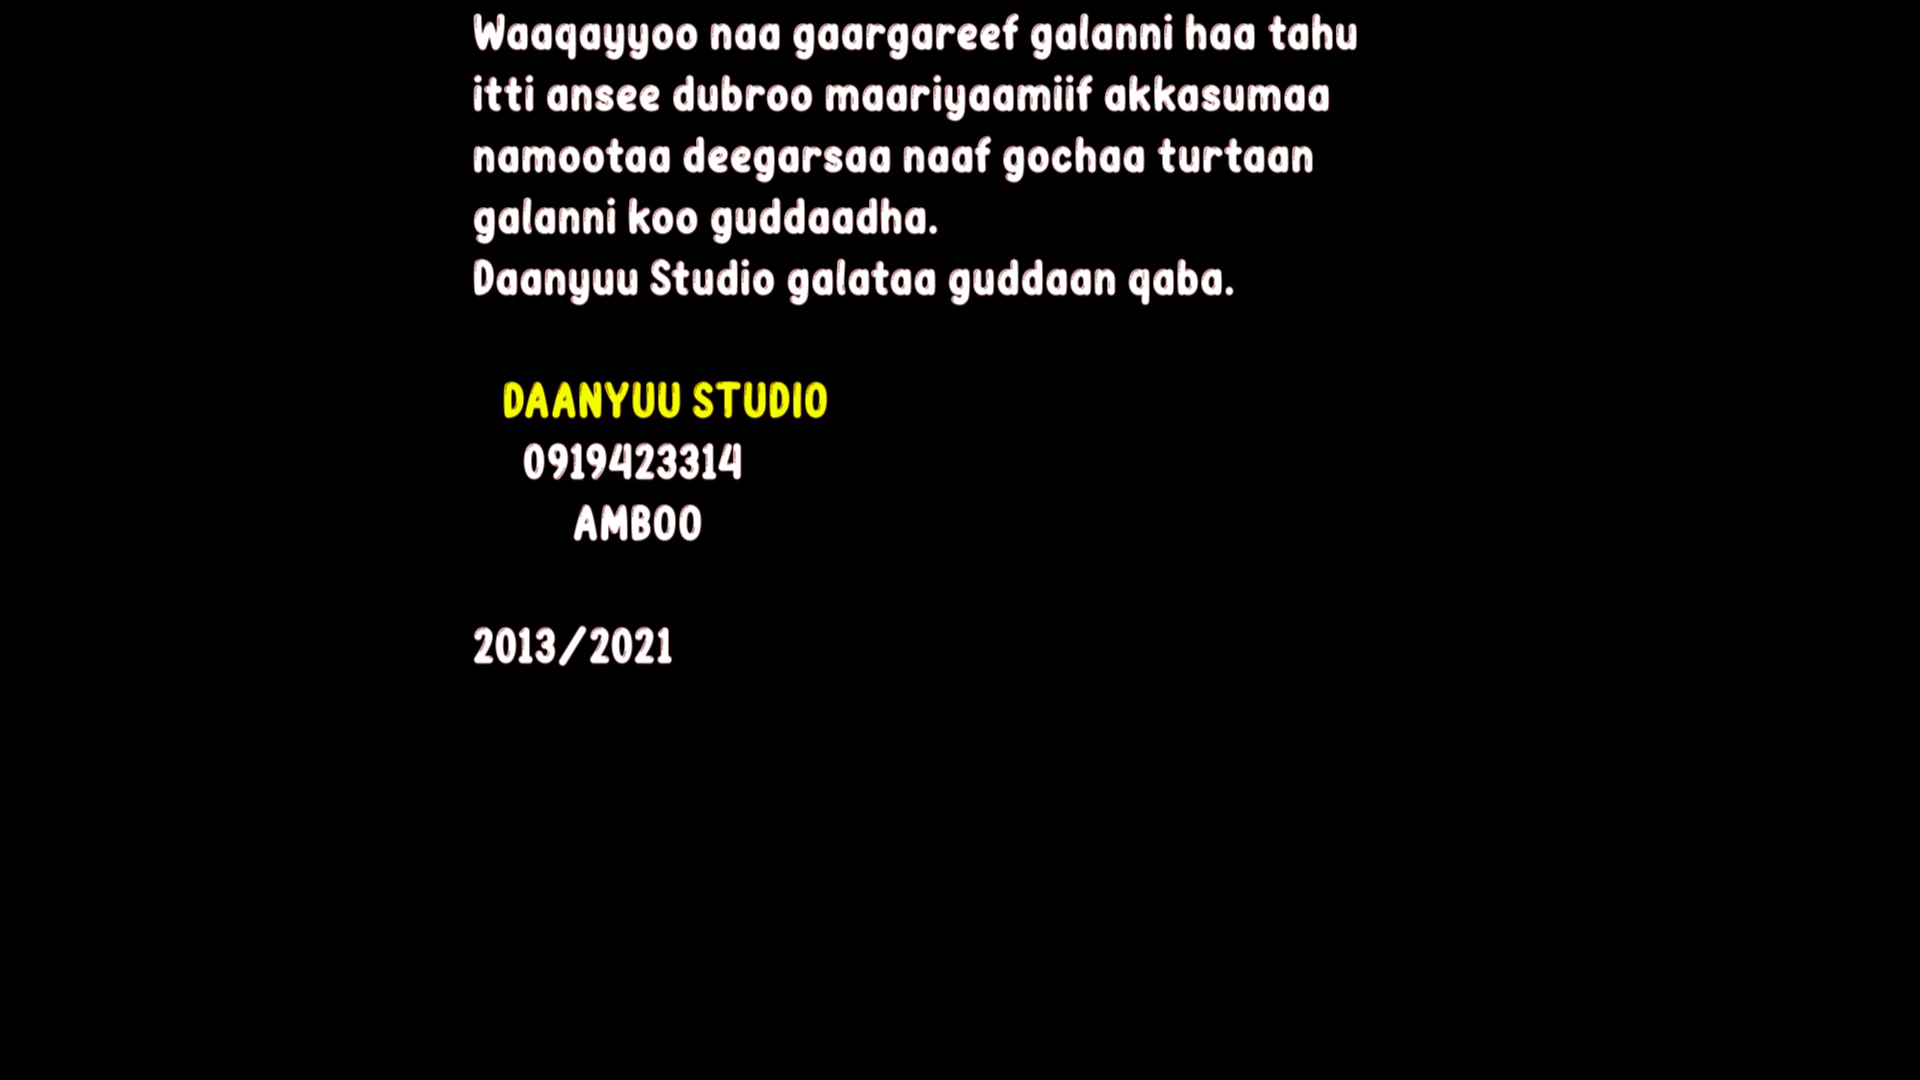 Waaqayyoo naa gaargareef galanni haa tahu
itti ansee dubroo maariyaamiif akkasumaa
namootaa deegarsaa naaf gochaa turtaan
galanni koo guddaadha.
Daanyuu Studio galataa guddaan qaba.
DAANYUU STUDIO
0919423314
AMBOO
2013/2021